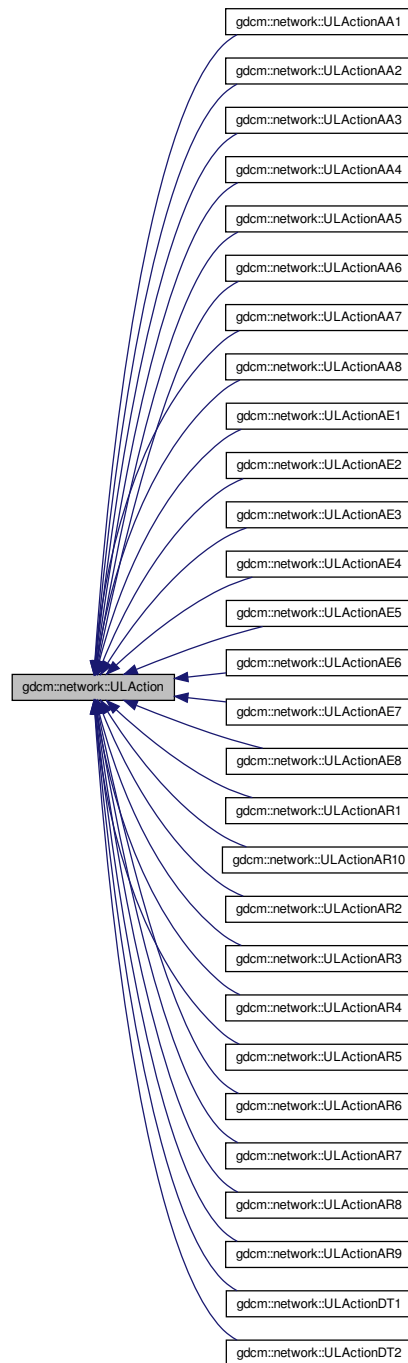 gdcm::network::ULActionAA1
gdcm::network::ULActionAA2
gdcm::network::ULActionAA3
gdcm::network::ULActionAA4
gdcm::network::ULActionAA5
gdcm::network::ULActionAA6
gdcm::network::ULActionAA7
gdcm::network::ULActionAA8
gdcm::network::ULActionAE1
gdcm::network::ULActionAE2
gdcm::network::ULActionAE3
gdcm::network::ULActionAE4
gdcm::network::ULActionAE5
gdcm::network::ULActionAE6
gdcm::network::ULAction
gdcm::network::ULActionAE7
gdcm::network::ULActionAE8
gdcm::network::ULActionAR1
gdcm::network::ULActionAR10
gdcm::network::ULActionAR2
gdcm::network::ULActionAR3
gdcm::network::ULActionAR4
gdcm::network::ULActionAR5
gdcm::network::ULActionAR6
gdcm::network::ULActionAR7
gdcm::network::ULActionAR8
gdcm::network::ULActionAR9
gdcm::network::ULActionDT1
gdcm::network::ULActionDT2